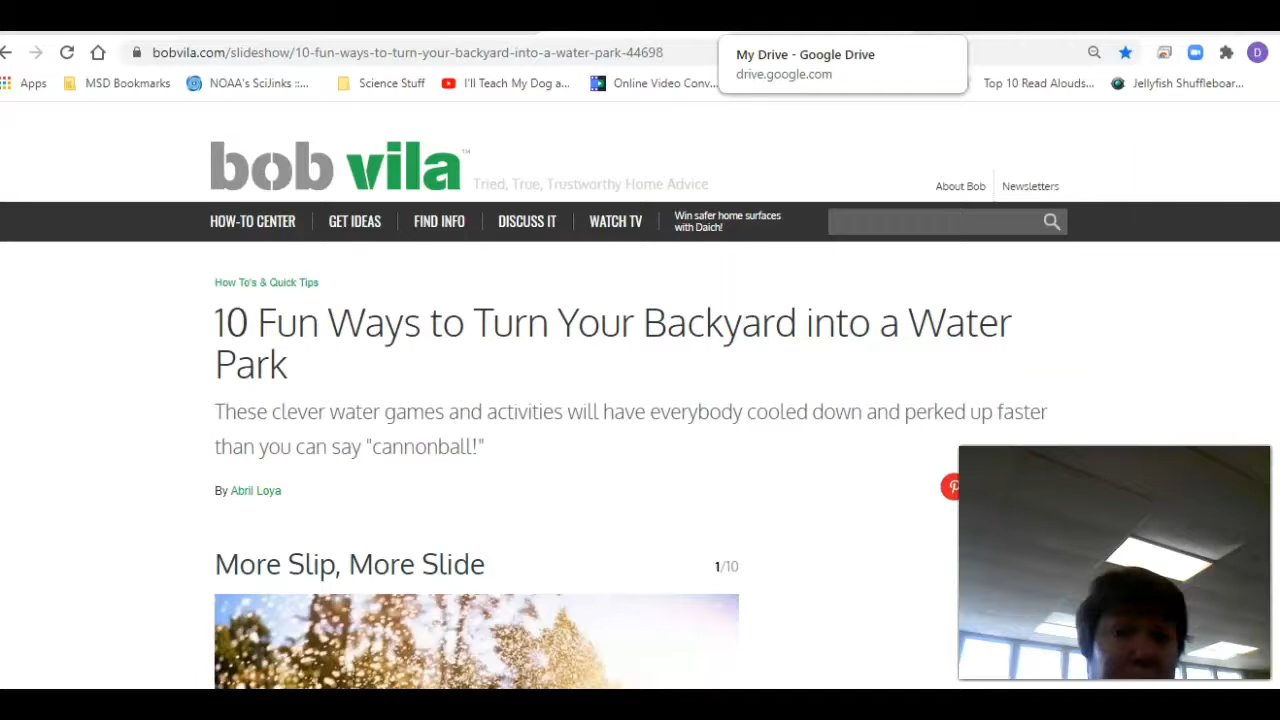 My Drive - Google Drive
drive.google.com
bobvila.com/slideshow/10-fun-ways-to-turn-your-backyard-into-a-water-park-44698
D
Apps
MSD Bookmarks
NOAA's SciJinks ::...
Science Stuff
I'll Teach My Dog a...
Online Video Conv...
Top 10 Read Alouds...
Jellyfish Shuffleboar...
bob vila™
Tried, True, Trustworthy Home Advice
About Bob
Newsletters
HOW-TO CENTER
GET IDEAS
FIND INFO
DISCUSS IT
WATCH TV
Win safer home surfaces
with Daich!
How To's & Quick Tips
10 Fun Ways to Turn Your Backyard into a Water
Park
These clever water games and activities will have everybody cooled down and perked up faster
than you can say "cannonball!"
By Abril Loya
More Slip, More Slide
1/10